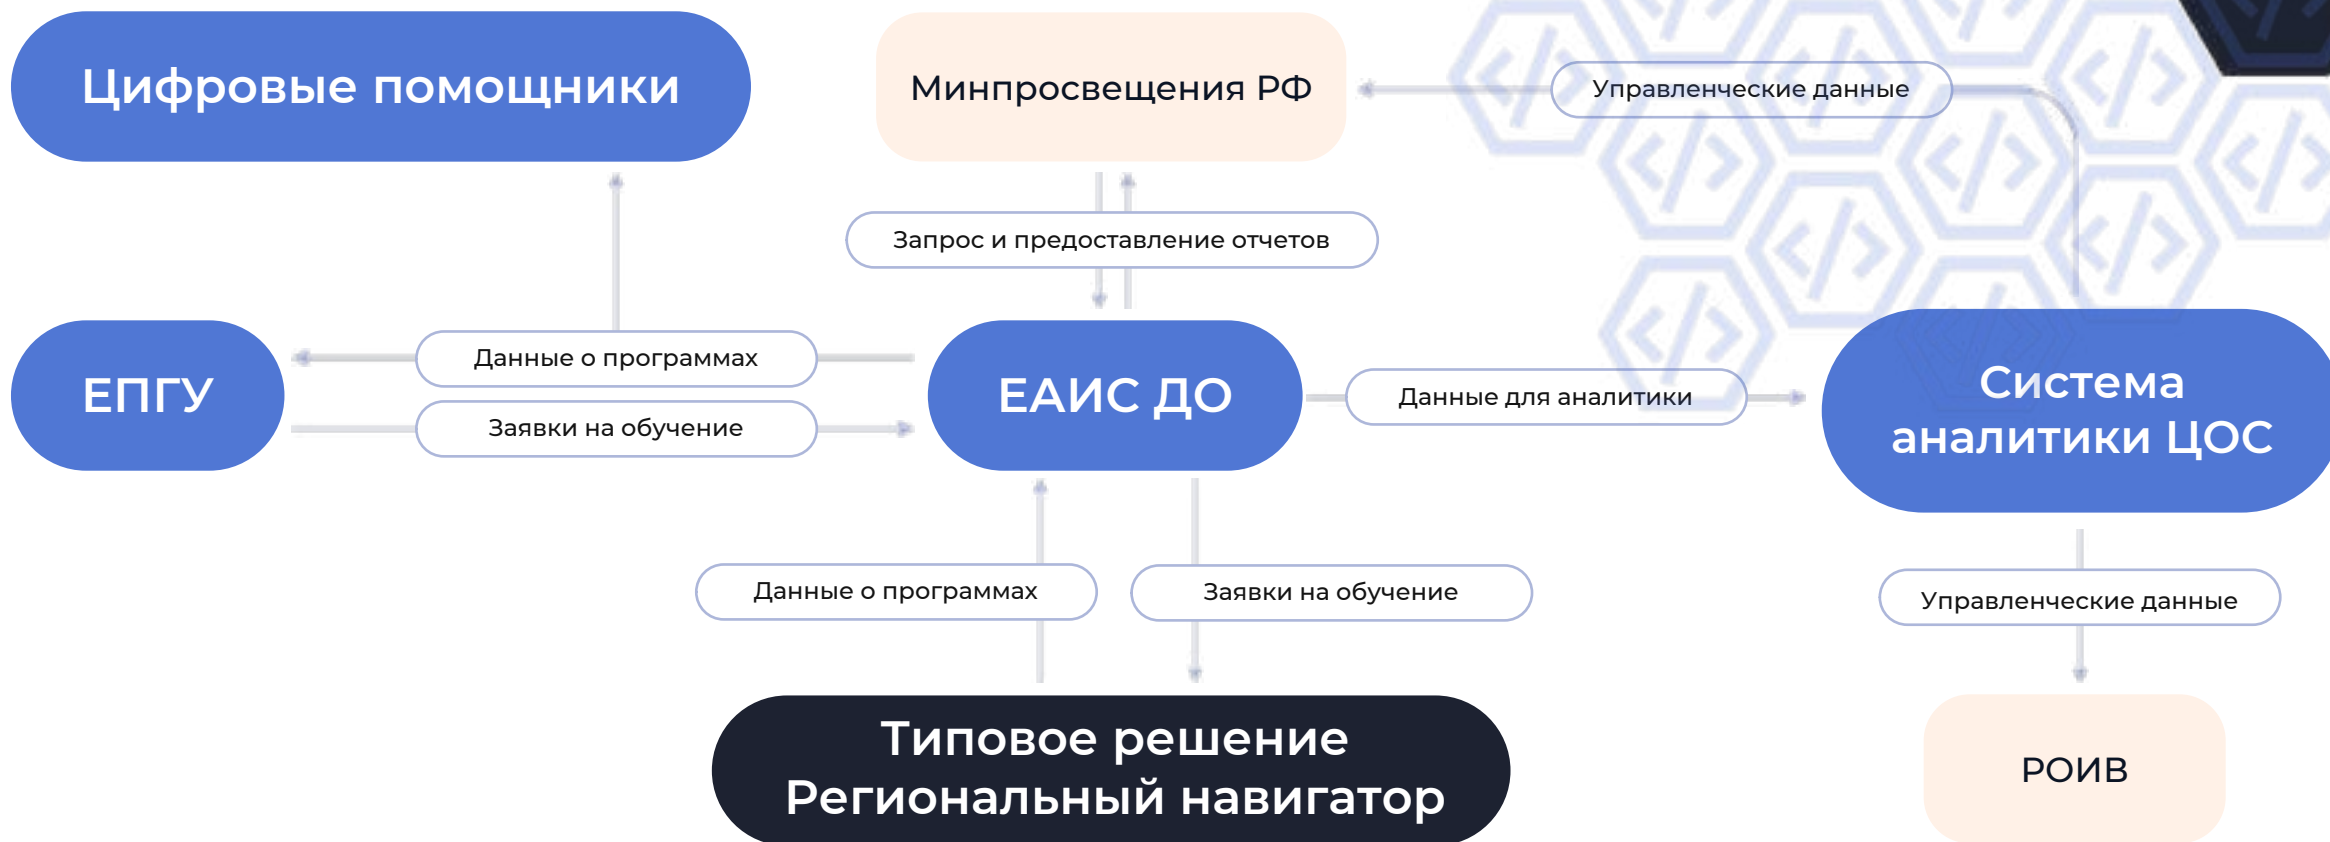 Цифровые помощники
Минпросвещения РФ
Управленческие данные
Запрос и предоставление отчетов
ЕПГУ
Данные о программах
Заявки на обучение
ЕАИС ДО
Данные для аналитики
Система
аналитики ЦОС
Данные о программах
Заявки на обучение
Управленческие данные
Типовое решение
Региональный навигатор
РОИВ